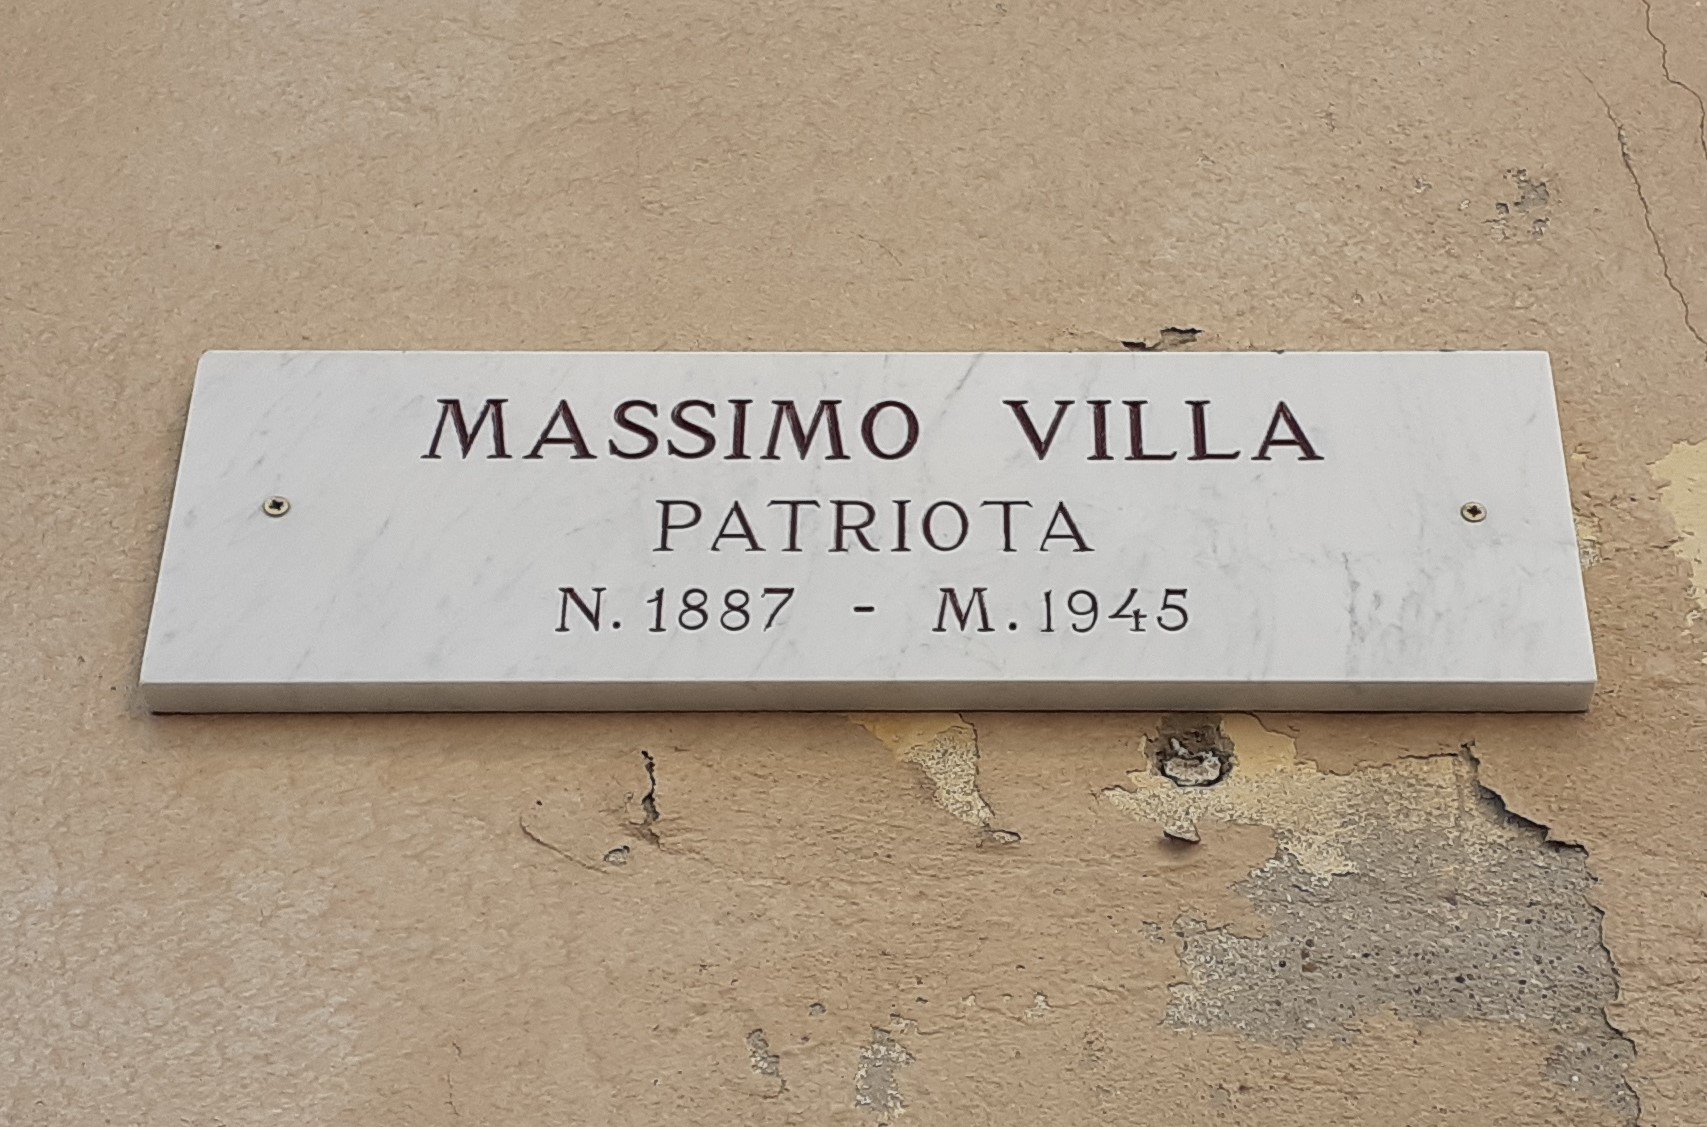 MASSIMO VILLA
PATRIOTA
N. 1887 - M. 1945